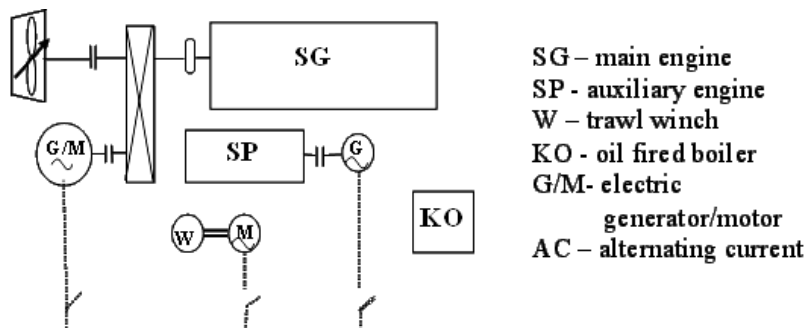 SG
G/M
SP
G
W
M
KO
SG – main engine
SP - auxiliary engine
W – trawl winch
KO - oil fired boiler
G/M- electric
generator/motor
AC – alternating current